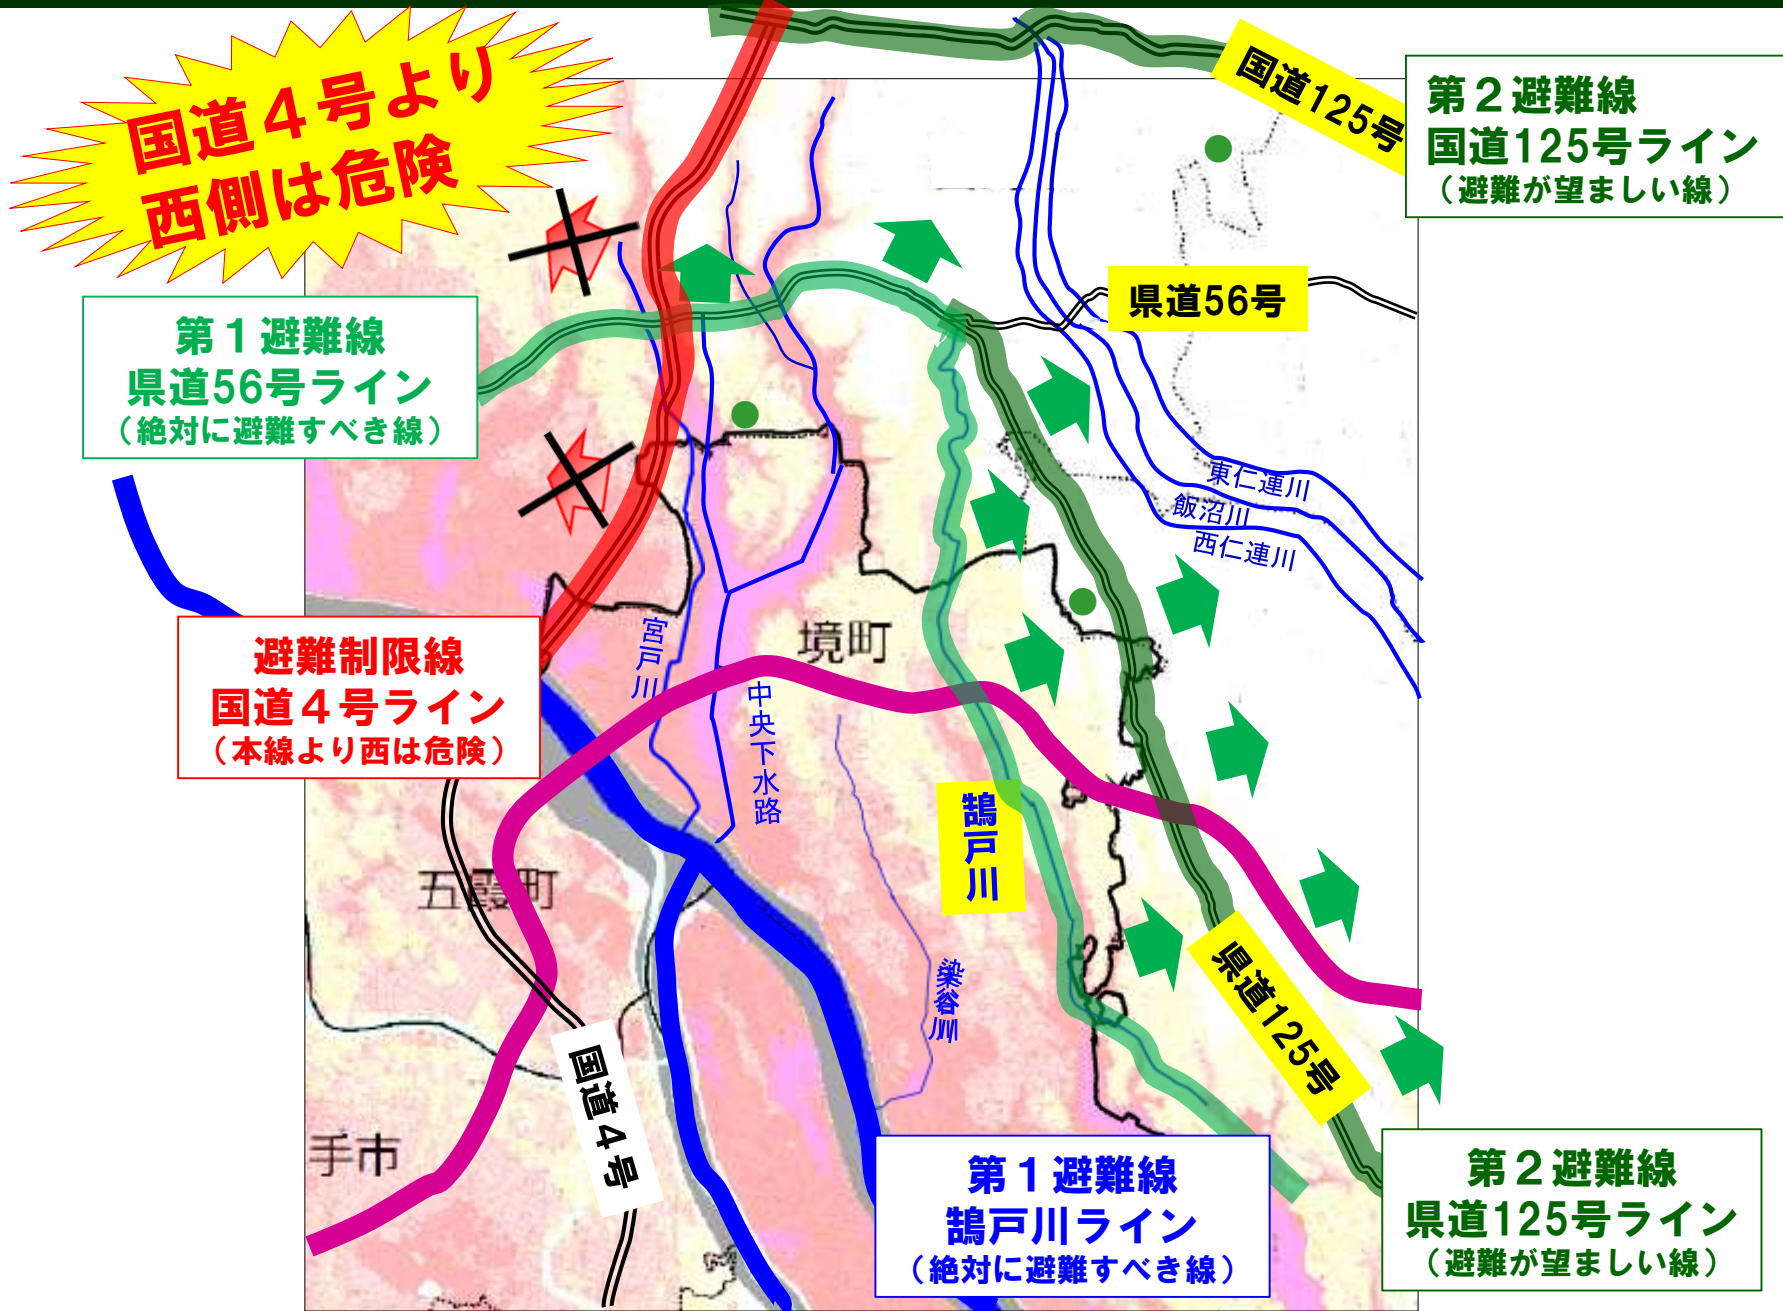 国道４号より
西側は危険
国道125号
第２避難線
国道125号ライン
（避難が望ましい線）
県道56号
第１避難線
県道56号ライン
（絶対に避難すべき線）
東仁連川
飯沼川
西仁連川
避難制限線
国道４号ライン
（本線より西は危険）
宮戸川
境町
中央下水路
鵠戸川
五霞町
染谷川
県道125号
国道４号
手市
第１避難線
鵠戸川ライン
（絶対に避難すべき線）
第２避難線
県道125号ライン
（避難が望ましい線）